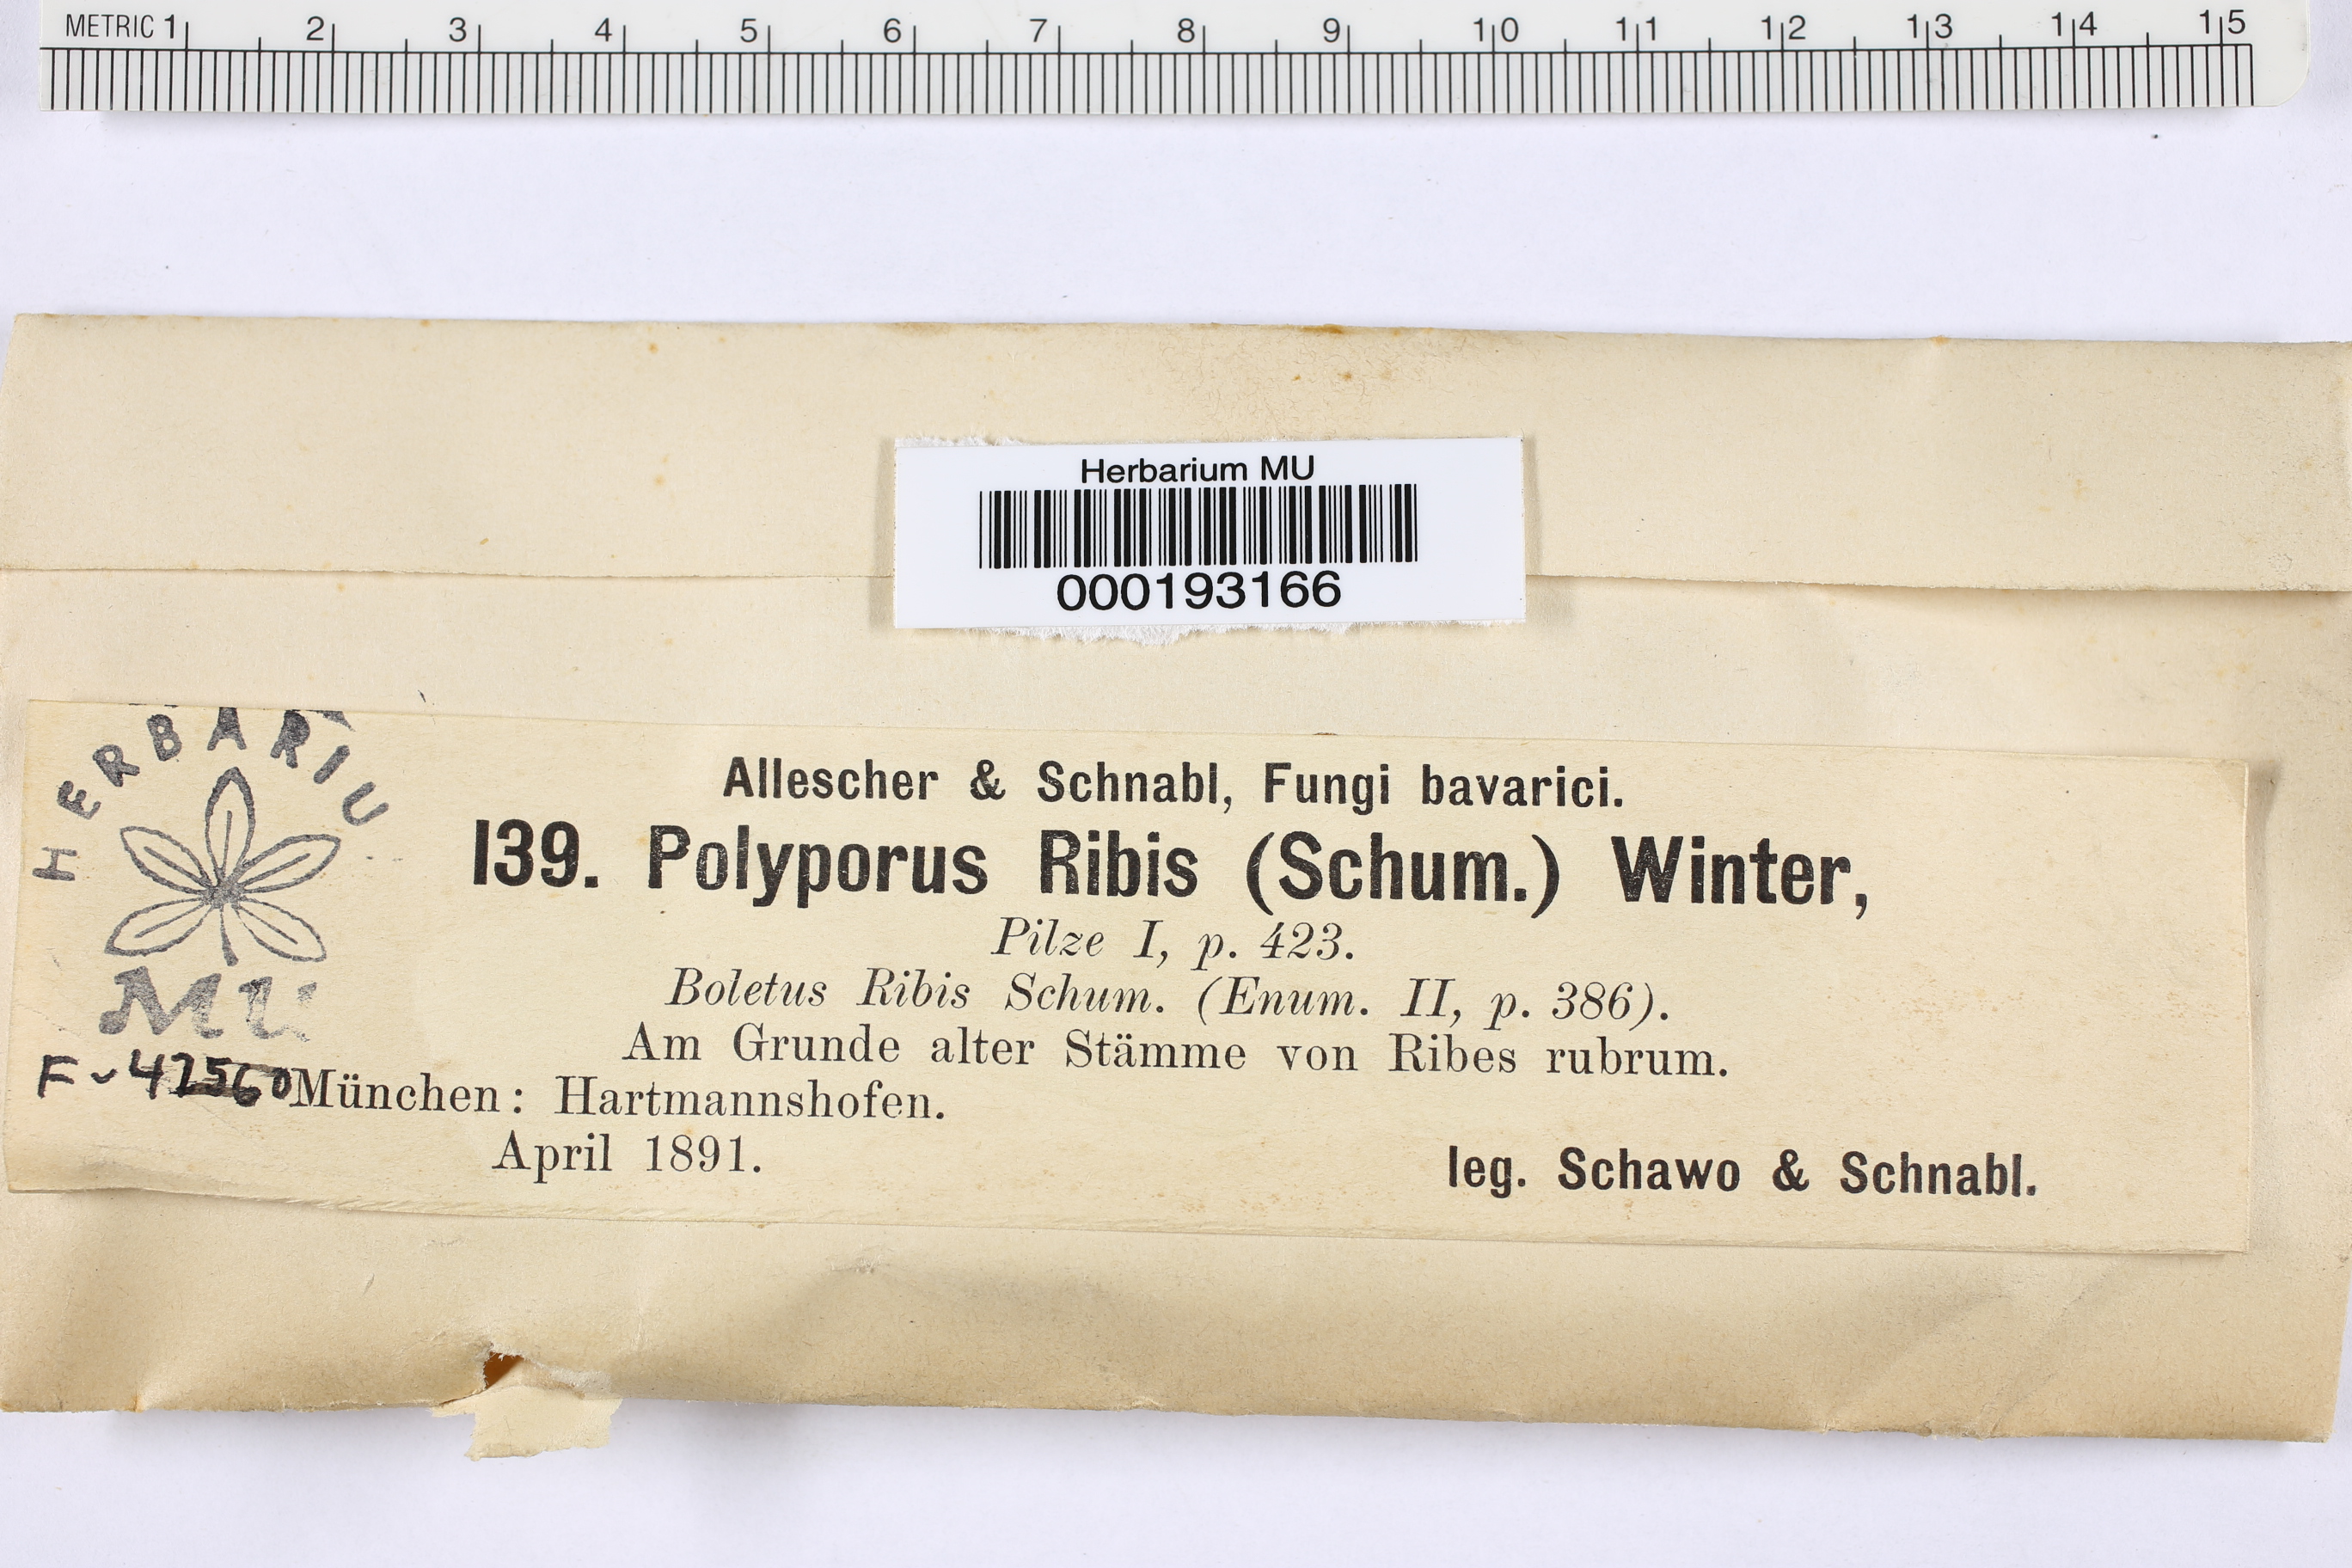 METRIC 1 2 3 4 5 6 7 8 9 10 11 12 13 14 15
Herbarium MU
000193166
HERBARIU
MU
Allescher & Schnabl, Fungi bavarici.
139. Polyporus Ribis (Schum.) Winter,
Pilze I, p. 423.
Boletus Ribis Schum. (Enum. II, p. 386).
Am Grunde alter Stämme von Ribes rubrum.
München: Hartmannshofen.
April 1891.
leg. Schawo & Schnabl.